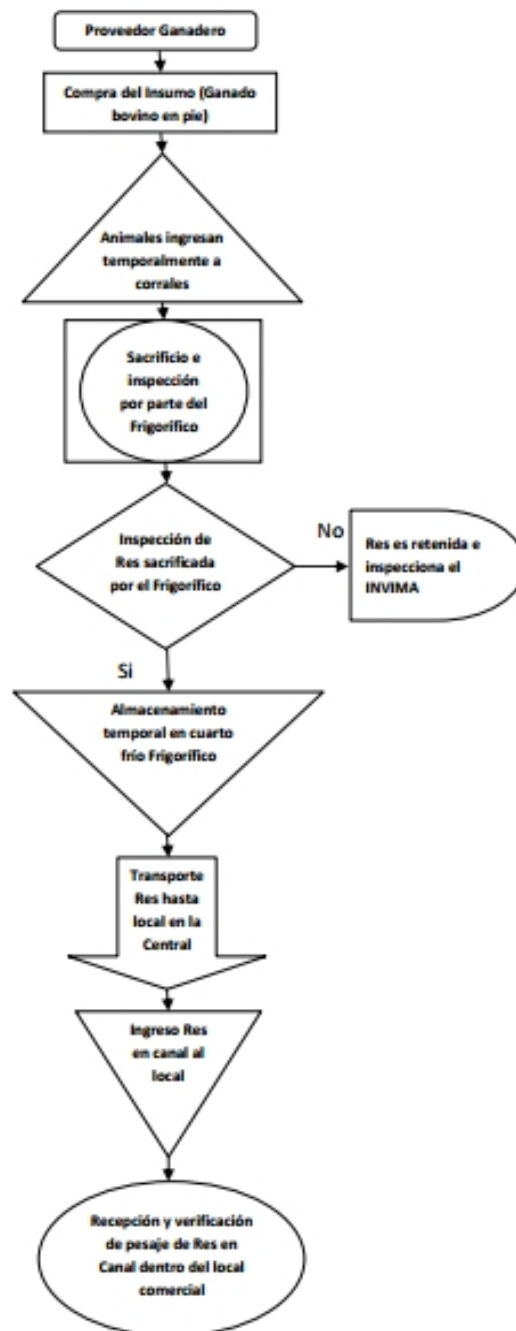 Proveedor Ganadero
Compra del Insumo (Ganado
bovino en pie)
Animales ingresan
temporalmente a
corrales
Sacrificio e
inspección
por parte del
Frigorifico
Inspección de
Res sacrificada
por el Frigorífico
No
Res es retenida e
inspecciona el
INVIMA
Si
Almacenamiento
temporal en cuarto
frío Frigorífico
Transporte
Res hasta
local en la
Central
Ingreso Res
en canal al
local
Recepción y verificación
de pesaje de Res en
Canal dentro del local
comercial